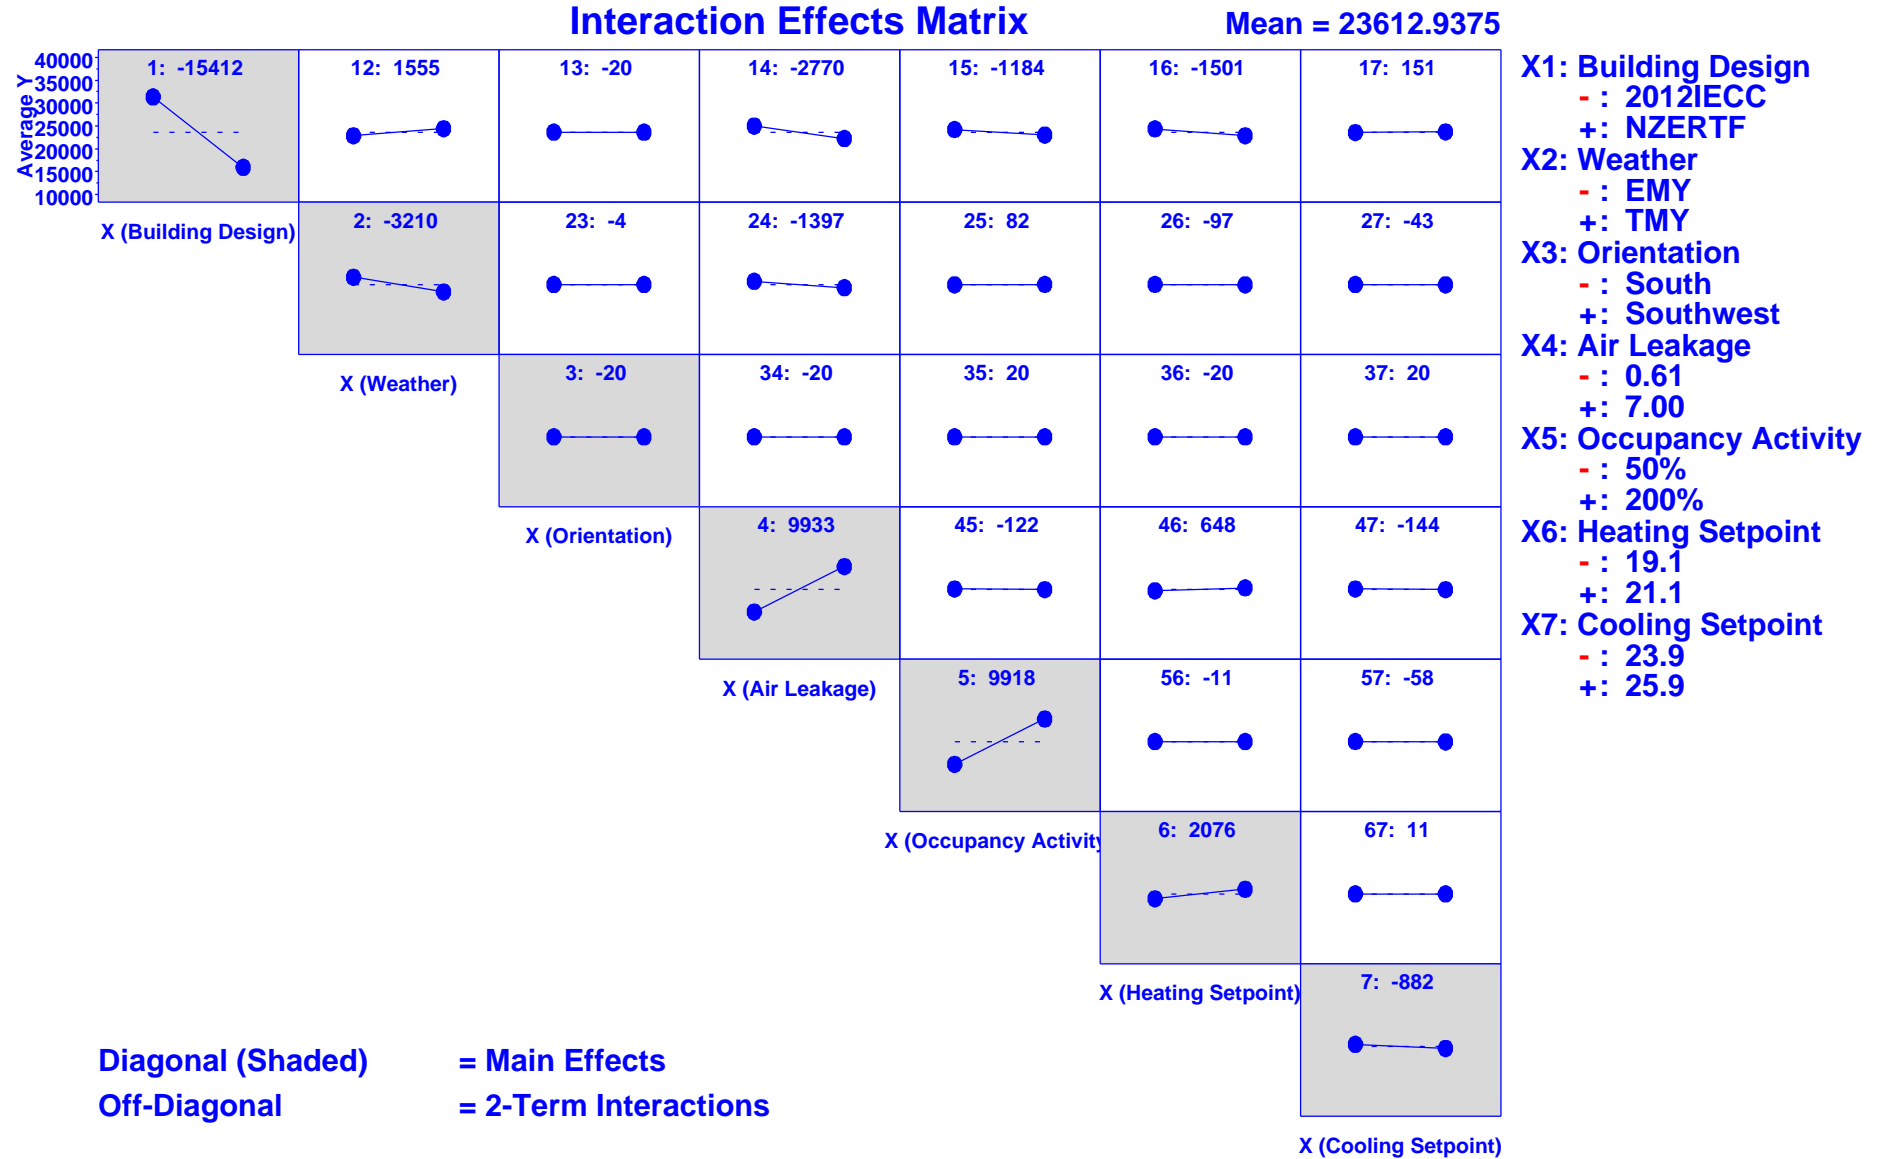 Interaction Effects Matrix
Mean = 23612.9375
Average Y
40000
35000
30000
25000
20000
15000
10000
1: -15412
12: 1555
13: -20
14: -2770
15: -1184
16: -1501
17: 151
X (Building Design)
2: -3210
23: -4
24: -1397
25: 82
26: -97
27: -43
X (Weather)
3: -20
34: -20
35: 20
36: -20
37: 20
X (Orientation)
4: 9933
45: -122
46: 648
47: -144
X (Air Leakage)
5: 9918
56: -11
57: -58
X (Occupancy Activity
6: 2076
67: 11
X (Heating Setpoint)
7: -882
X (Cooling Setpoint)
X1: Building Design
- : 2012IECC
+: NZERTF
X2: Weather
- : EMY
+: TMY
X3: Orientation
- : South
+: Southwest
X4: Air Leakage
- : 0.61
+: 7.00
X5: Occupancy Activity
- : 50%
+: 200%
X6: Heating Setpoint
- : 19.1
+: 21.1
X7: Cooling Setpoint
- : 23.9
+: 25.9
Diagonal (Shaded) = Main Effects
Off-Diagonal = 2-Term Interactions